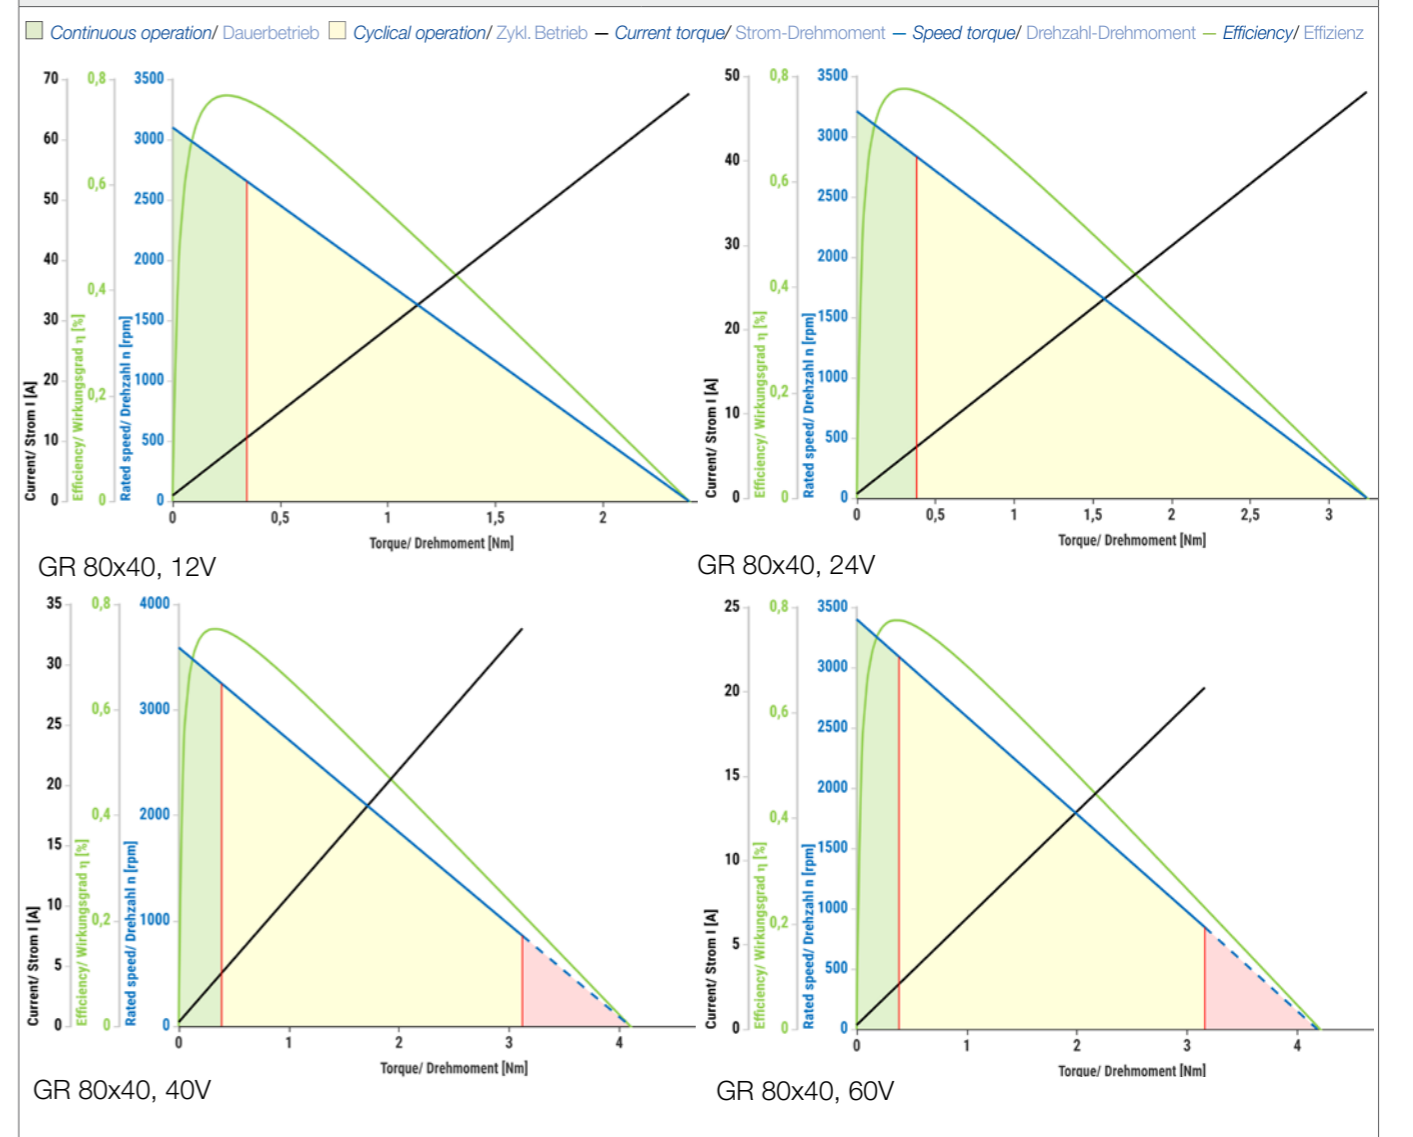 Continuous operation/ Dauerbetrieb Cyclical operation/ Zykl. Betrieb — Current torque/ Strom-Drehmoment — Speed torque/ Drehzahl-Drehmoment — Efficiency/ Effizienz
70 60 50 40 30 20 10 0
Current/ Strom I [A]
0,8 0,6 0,4 0,2 0
Efficiency/ Wirkungsgrad η [%]
3500 3000 2500 2000 1500 1000 500 0
Rated speed/ Drehzahl n [rpm]
0 0,5 1 1,5 2
Torque/ Drehmoment [Nm]
GR 80x40, 12V
50 40 30 20 10 0
Current/ Strom I [A]
0,8 0,6 0,4 0,2 0
Efficiency/ Wirkungsgrad η [%]
3500 3000 2500 2000 1500 1000 500 0
Rated speed/ Drehzahl n [rpm]
0 0,5 1 1,5 2 2,5 3
Torque/ Drehmoment [Nm]
GR 80x40, 24V
35 30 25 20 15 10 5 0
Current/ Strom I [A]
0,8 0,6 0,4 0,2 0
Efficiency/ Wirkungsgrad η [%]
4000 3000 2000 1000 0
Rated speed/ Drehzahl n [rpm]
0 1 2 3 4
Torque/ Drehmoment [Nm]
GR 80x40, 40V
25 20 15 10 5 0
Current/ Strom I [A]
0,8 0,6 0,4 0,2 0
Efficiency/ Wirkungsgrad η [%]
3500 3000 2500 2000 1500 1000 500 0
Rated speed/ Drehzahl n [rpm]
0 1 2 3 4
Torque/ Drehmoment [Nm]
GR 80x40, 60V